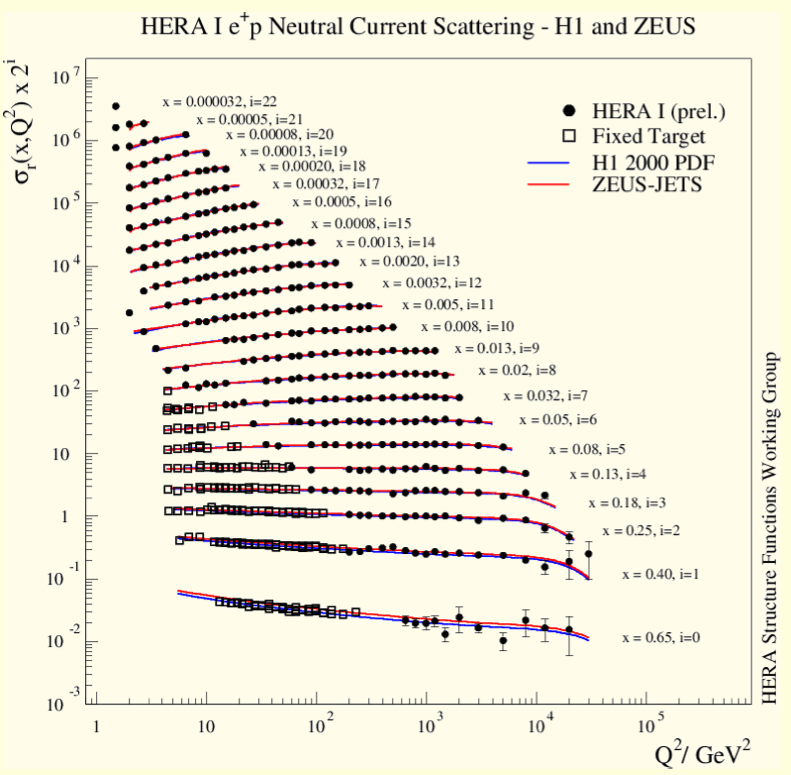 HERA I e⁺p Neutral Current Scattering - H1 and ZEUS
σᵣ(x,Q²) x 2ⁱ
10⁷
10⁶
10⁵
10⁴
10³
10²
10
1
10⁻¹
10⁻²
10⁻³
x = 0.000032, i=22
x = 0.00005, i=21
x = 0.00008, i=20
x = 0.00013, i=19
x = 0.00020, i=18
x = 0.00032, i=17
x = 0.0005, i=16
x = 0.0008, i=15
x = 0.0013, i=14
x = 0.0020, i=13
x = 0.0032, i=12
x = 0.005, i=11
x = 0.008, i=10
x = 0.013, i=9
x = 0.02, i=8
x = 0.032, i=7
x = 0.05, i=6
x = 0.08, i=5
x = 0.13, i=4
x = 0.18, i=3
x = 0.25, i=2
x = 0.40, i=1
x = 0.65, i=0
HERA I (prel.)
Fixed Target
H1 2000 PDF
ZEUS-JETS
HERA Structure Functions Working Group
1
10
10²
10³
10⁴
10⁵
Q²/ GeV²